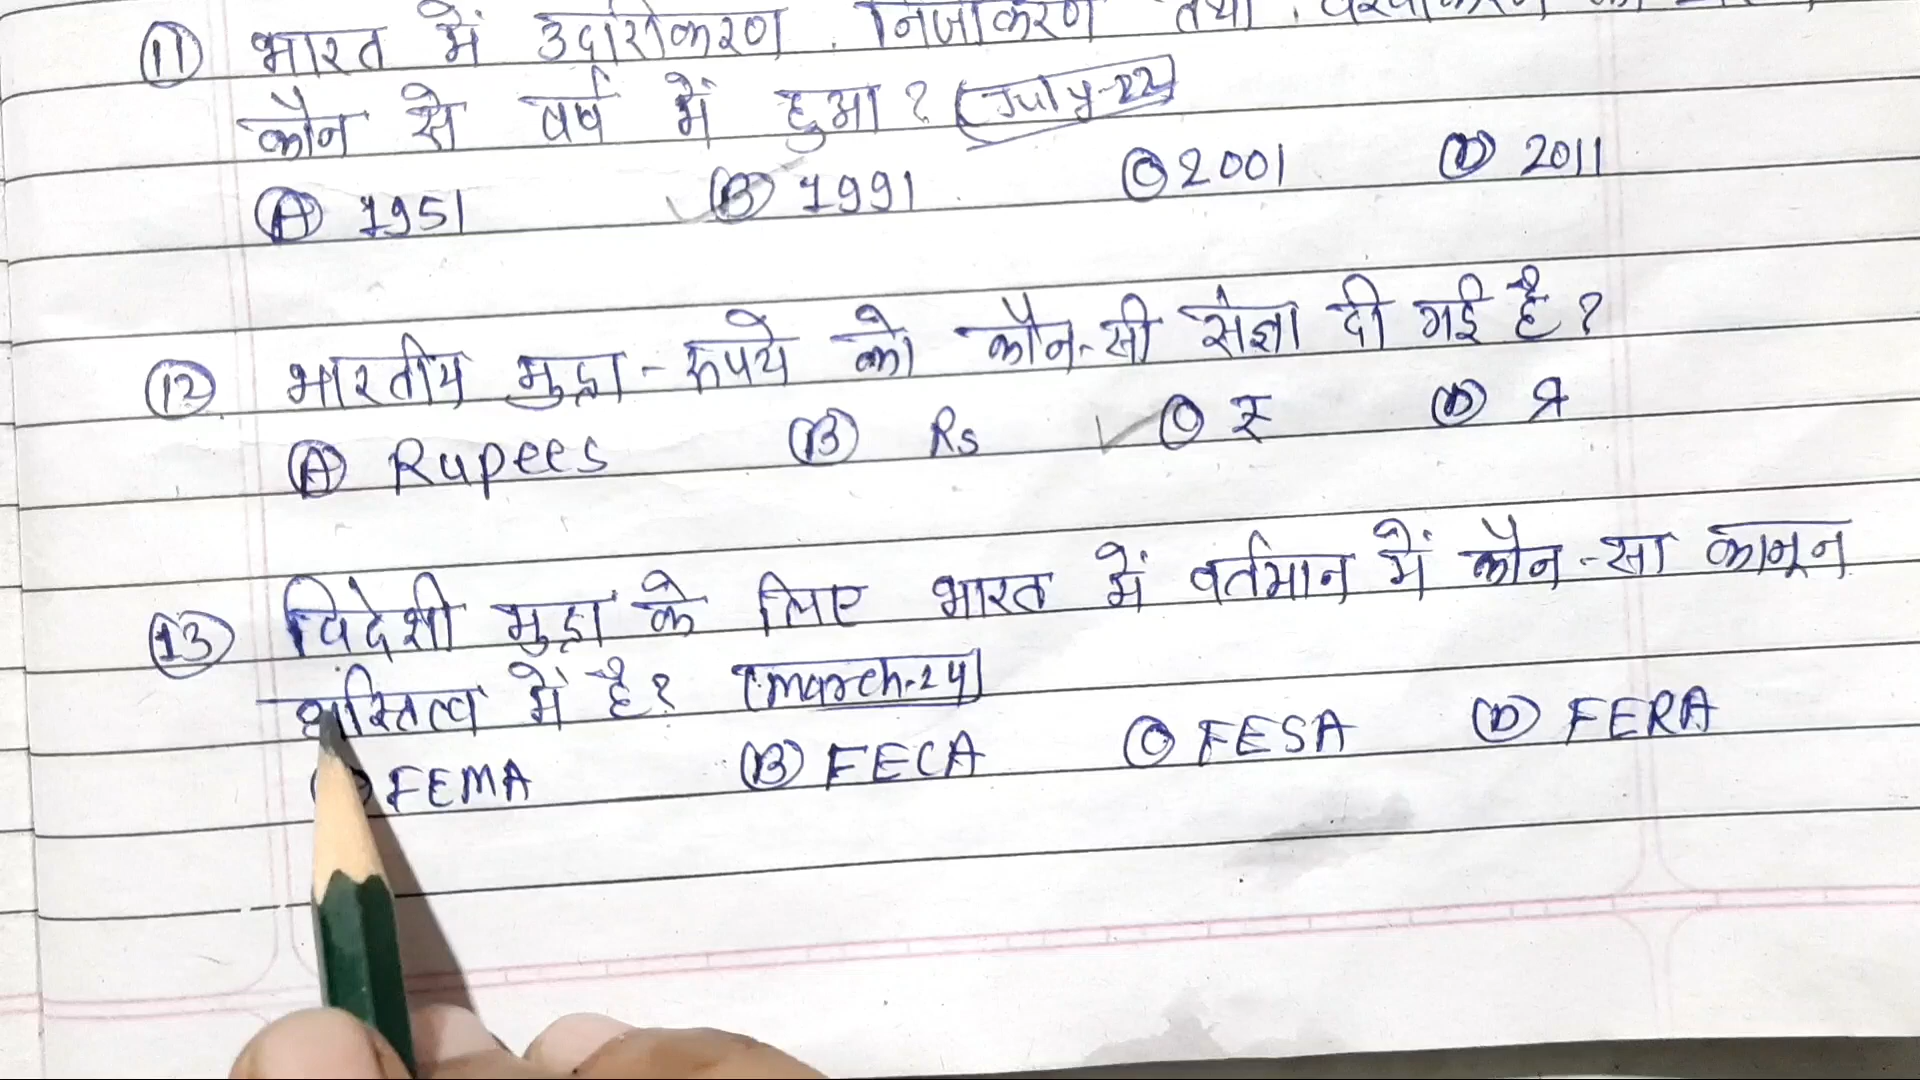 ⑪ भारत में उदारीकरण, निजीकरण तथा
कौन से वर्ष में हुआ? (July-22)
Ⓐ 1951 Ⓑ 1991 Ⓒ 2001 Ⓓ 2011
⑫ भारतीय मुद्रा - रूपये को कौन-सी संज्ञा दी गई है?
Ⓐ Rupees Ⓑ Rs Ⓒ ₹ Ⓓ
⑬ विदेशी मुद्रा के लिए भारत में वर्तमान में कौन-सा कानून
अस्तित्व में है? [March-24]
FEMA Ⓑ FECA Ⓒ FESA Ⓓ FERA